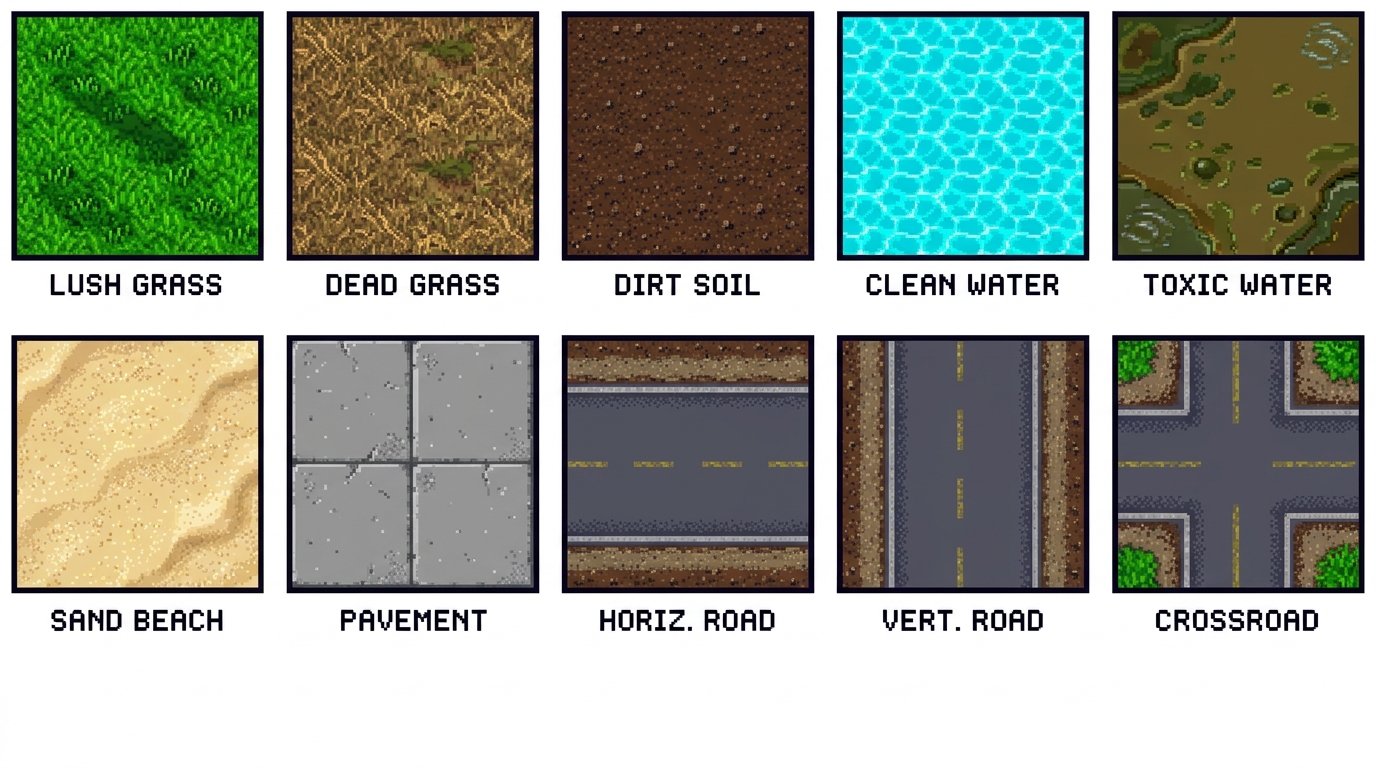 LUSH GRASS
DEAD GRASS
DIRT SOIL
CLEAN WATER
TOXIC WATER
SAND BEACH
PAVEMENT
HORIZ. ROAD
VERT. ROAD
CROSSROAD